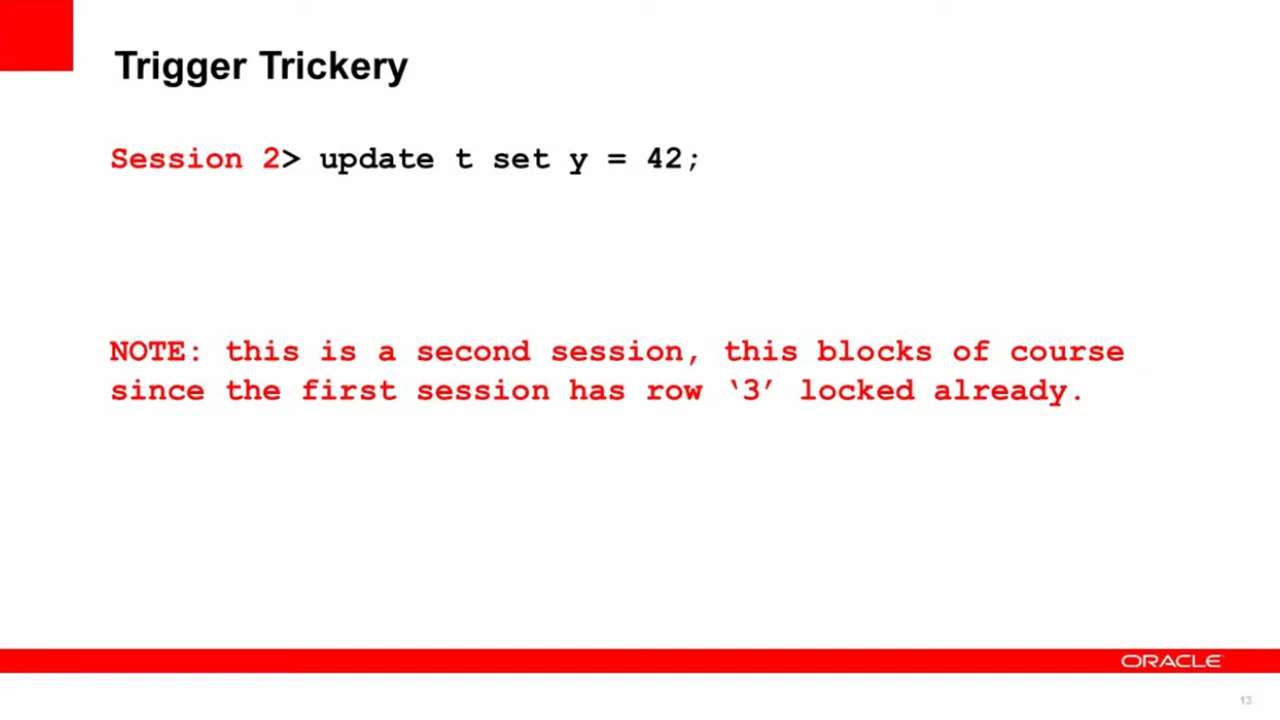 Trigger Trickery
Session 2> update t set y = 42;
NOTE: this is a second session, this blocks of course
since the first session has row ‘3’ locked already.
ORACLE
13